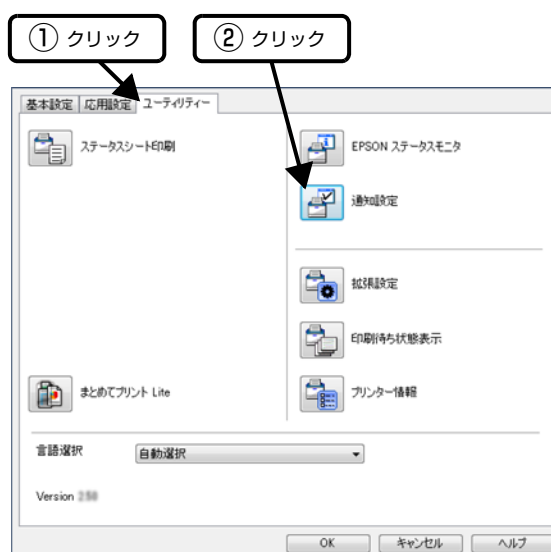 ① クリック
② クリック
基本設定 応用設定 ユーティリティー
ステータスシート印刷
EPSON ステータスモニタ
通知設定
拡張設定
印刷待ち状態表示
まとめてプリント Lite
プリンター情報
言語選択 自動選択
Version
OK キャンセル ヘルプ